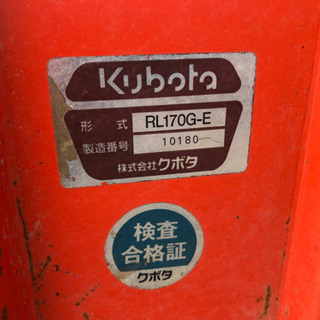 Kubota
形式 RL170G-E
製造番号 10180
株式会社クボタ
検査
合格証
クボタ